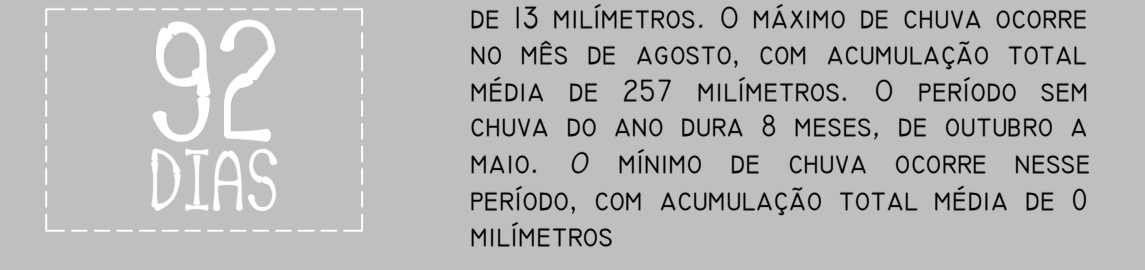 92
DIAS
DE 13 MILÍMETROS. O MÁXIMO DE CHUVA OCORRE
NO MÊS DE AGOSTO, COM ACUMULAÇÃO TOTAL
MÉDIA DE 257 MILÍMETROS. O PERÍODO SEM
CHUVA DO ANO DURA 8 MESES, DE OUTUBRO A
MAIO. O MÍNIMO DE CHUVA OCORRE NESSE
PERÍODO, COM ACUMULAÇÃO TOTAL MÉDIA DE 0
MILÍMETROS